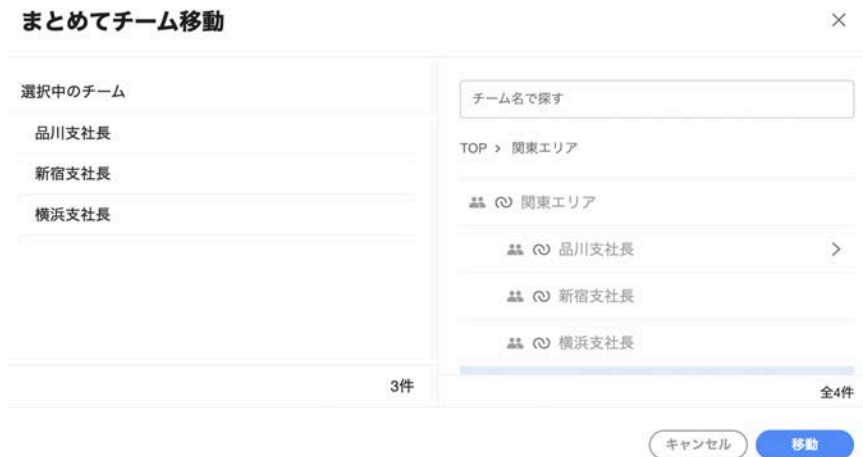 まとめてチーム移動
選択中のチーム
品川支社長
新宿支社長
横浜支社長
3件
チーム名で探す
TOP > 関東エリア
関東エリア
品川支社長
新宿支社長
横浜支社長
全4件
キャンセル
移動